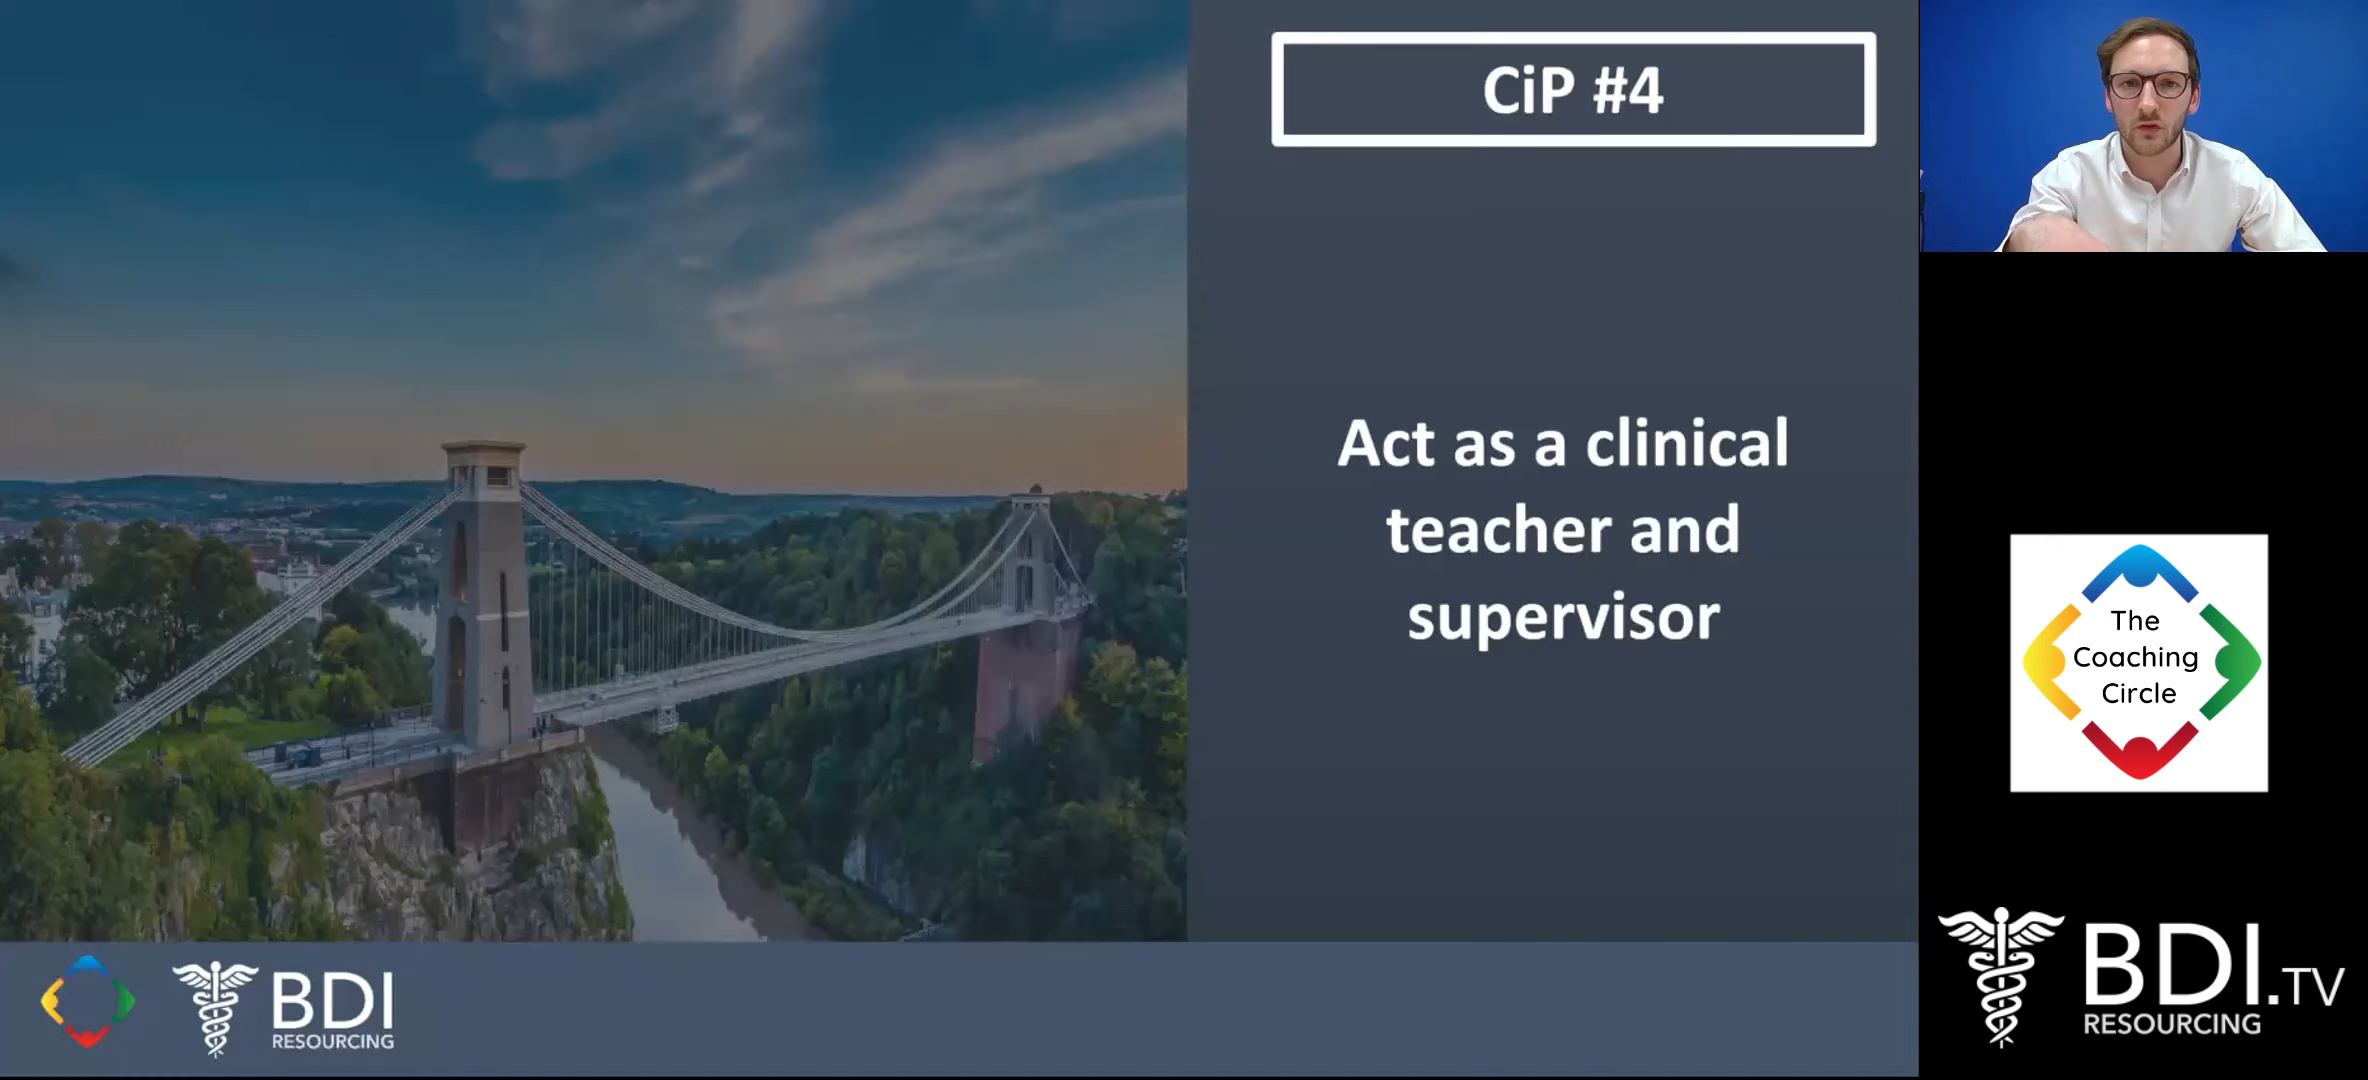 CiP #4
Act as a clinical
teacher and
supervisor
The
Coaching
Circle
BDI
RESOURCING
BDI.TV
RESOURCING